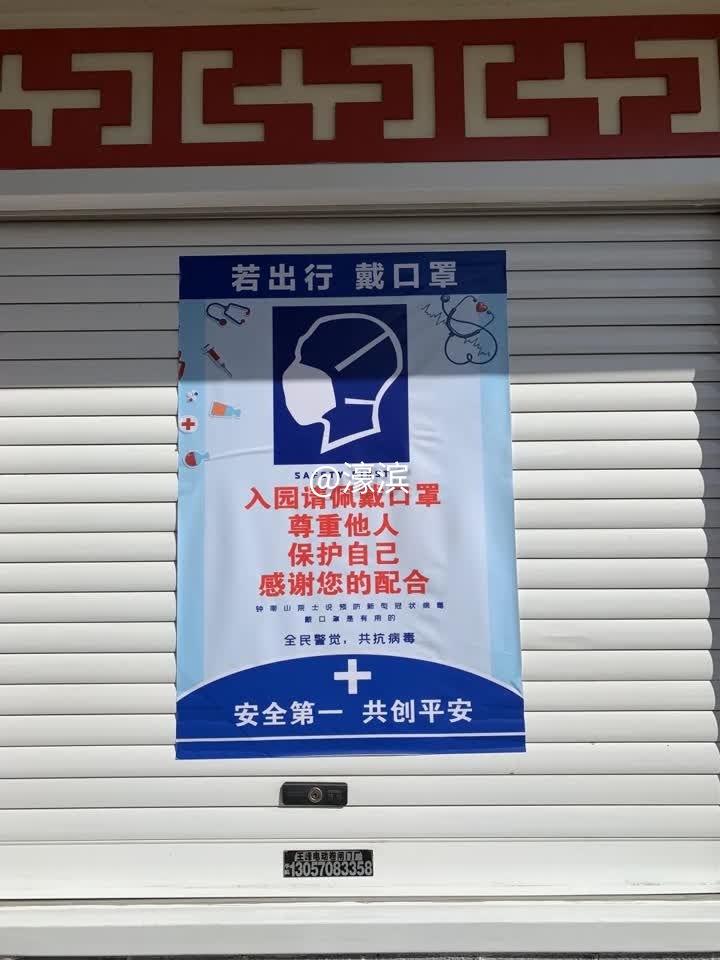 若出行 戴口罩
SAFETY FIRST
@濠滨
入园请佩戴口罩
尊重他人
保护自己
感谢您的配合
钟南山院士说预防新型冠状病毒
戴口罩是有用的
全民警觉，共抗病毒
安全第一 共创平安
13057083358